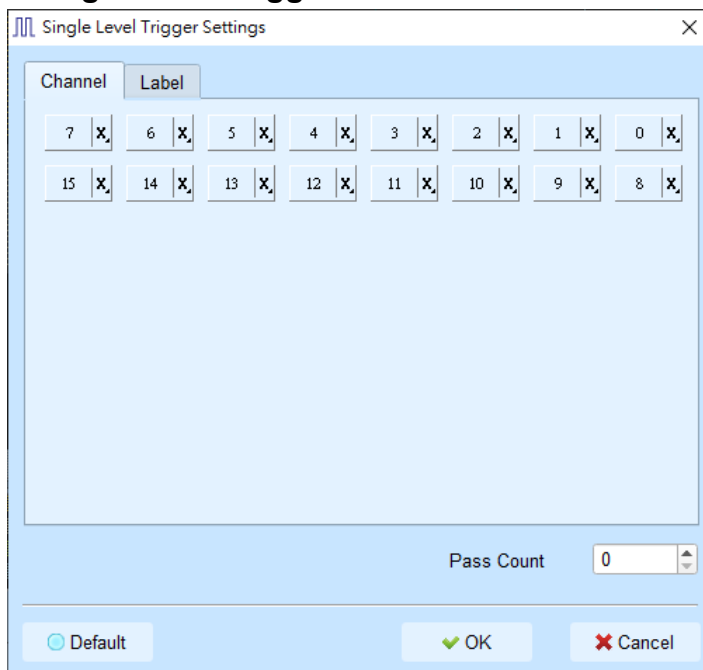 Single Level Trigger Settings
Channel Label
7 X 6 X 5 X 4 X 3 X 2 X 1 X 0 X
15 X 14 X 13 X 12 X 11 X 10 X 9 X 8 X
Pass Count 0
Default OK Cancel